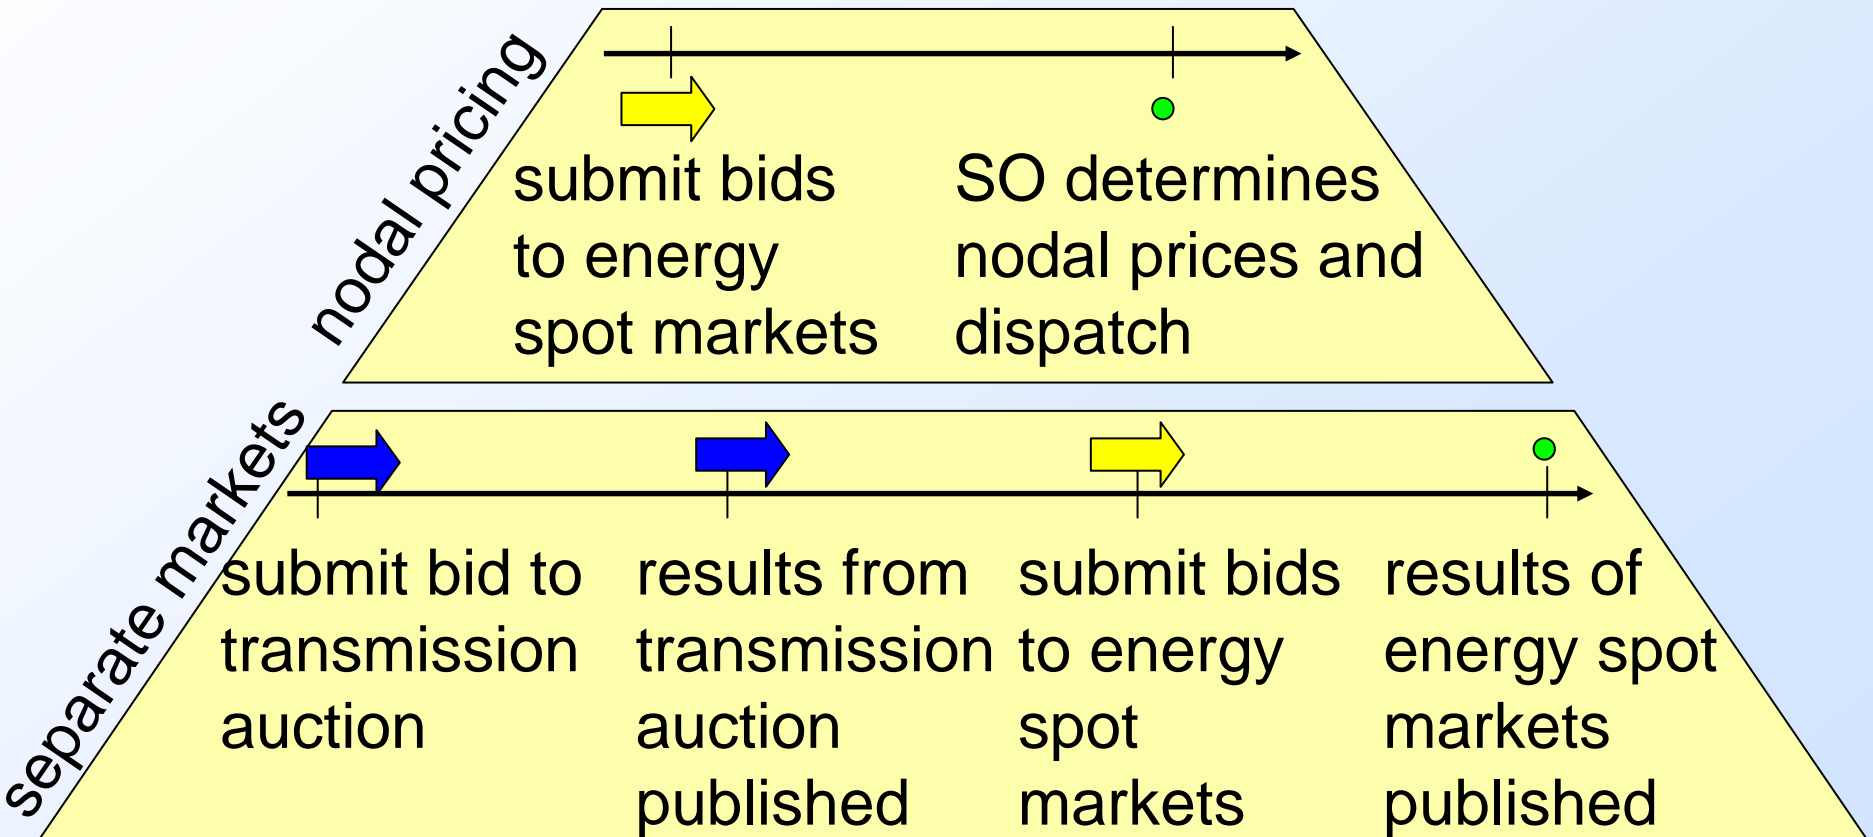 nodal pricing
submit bids
to energy
spot markets
SO determines
nodal prices and
dispatch
separate markets
submit bid to
transmission
auction
results from
transmission
auction
published
submit bids
to energy
spot
markets
results of
energy spot
markets
published